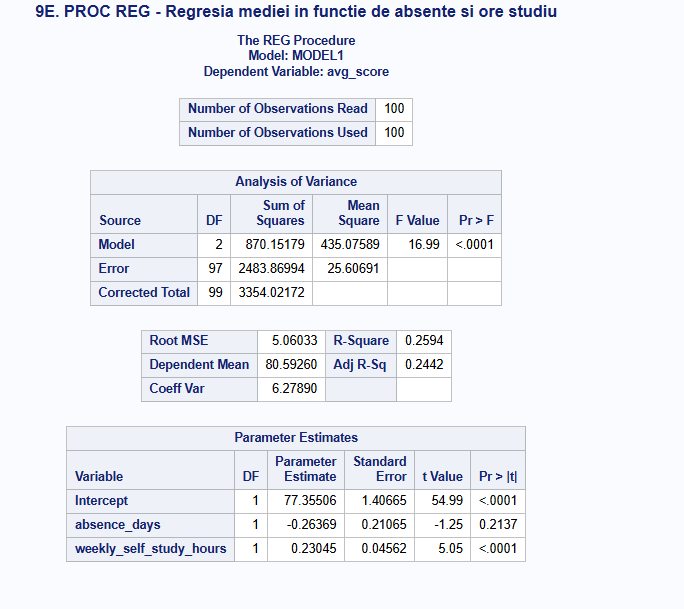 9E. PROC REG - Regresia mediei in functie de absente si ore studiu
The REG Procedure
Model: MODEL1
Dependent Variable: avg_score
Number of Observations Read 100
Number of Observations Used 100
Analysis of Variance
Source DF Sum of Squares Mean Square F Value Pr > F
Model 2 870.15179 435.07589 16.99 <.0001
Error 97 2483.86994 25.60691
Corrected Total 99 3354.02172
Root MSE 5.06033 R-Square 0.2594
Dependent Mean 80.59260 Adj R-Sq 0.2442
Coeff Var 6.27890
Parameter Estimates
Variable DF Parameter Estimate Standard Error t Value Pr > |t|
Intercept 1 77.35506 1.40665 54.99 <.0001
absence_days 1 -0.26369 0.21065 -1.25 0.2137
weekly_self_study_hours 1 0.23045 0.04562 5.05 <.0001